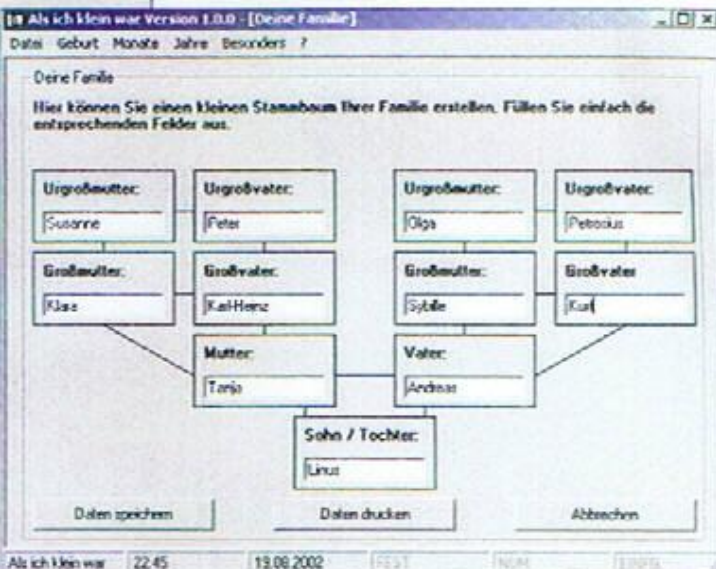 Als ich klein war Version 1.0.0 - [Deine Familie]
Datei Geburt Monate Jahre Besonders ?
Deine Familie
Hier können Sie einen kleinen Stammbaum Ihrer Familie erstellen. Füllen Sie einfach die
entsprechenden Felder aus.
Urgroßmutter: Urgroßvater: Urgroßmutter: Urgroßvater:
Susanne Peter Olga Petrosius
Großmutter: Großvater: Großmutter: Großvater
Klara Karl-Heinz Sybille Kurt
Mutter: Vater:
Tanja Andreas
Sohn / Tochter:
Linus
Daten speichern Daten drucken Abbrechen
Als ich klein war 22:45 19.08.2002 FEST NUM EINFG